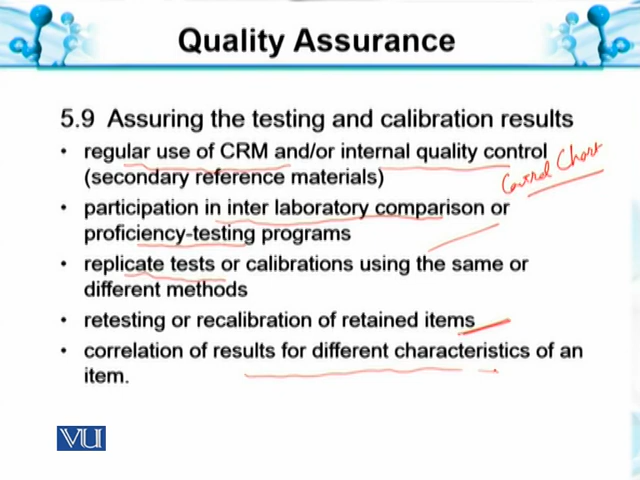 Quality Assurance
5.9 Assuring the testing and calibration results
• regular use of CRM and/or internal quality control
(secondary reference materials)
Control Chart
• participation in inter laboratory comparison or
proficiency-testing programs
• replicate tests or calibrations using the same or
different methods
• retesting or recalibration of retained items
• correlation of results for different characteristics of an
item.
VU